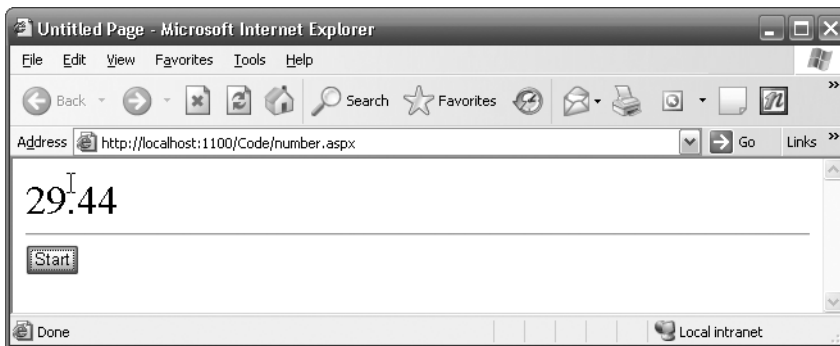 Untitled Page - Microsoft Internet Explorer
File Edit View Favorites Tools Help
Back Search Favorites
Address http://localhost:1100/Code/number.aspx Go Links »
29.44
Start
Done Local intranet